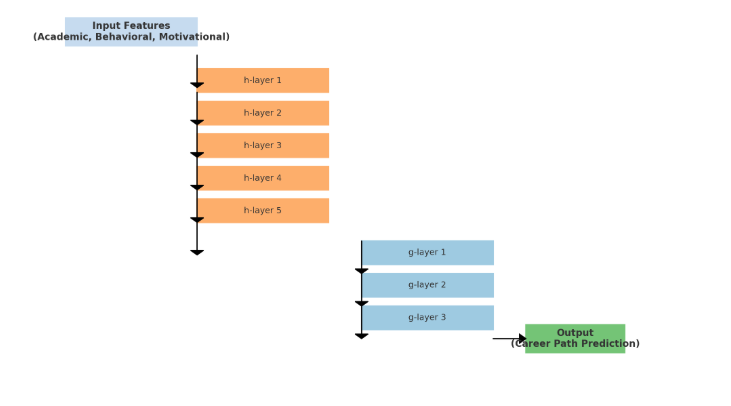 Input Features
(Academic, Behavioral, Motivational)
h-layer 1
h-layer 2
h-layer 3
h-layer 4
h-layer 5
g-layer 1
g-layer 2
g-layer 3
Output
(Career Path Prediction)